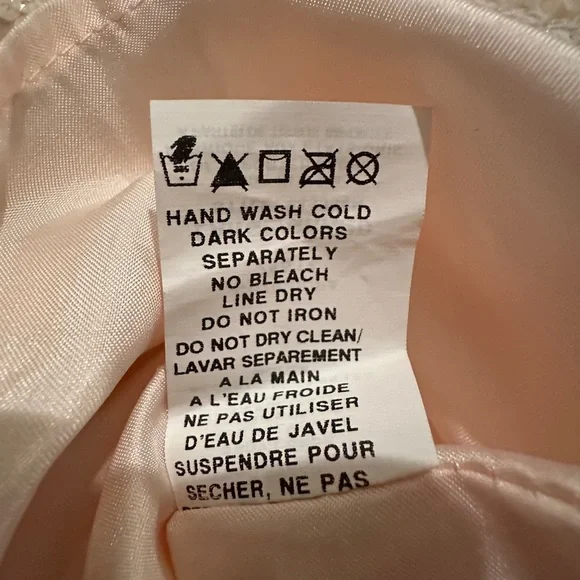 HAND WASH COLD
DARK COLORS
SEPARATELY
NO BLEACH
LINE DRY
DO NOT IRON
DO NOT DRY CLEAN/
LAVAR SEPAREMENT
A LA MAIN
A L'EAU FROIDE
NE PAS UTILISER
D'EAU DE JAVEL
SUSPENDRE POUR
SECHER, NE PAS